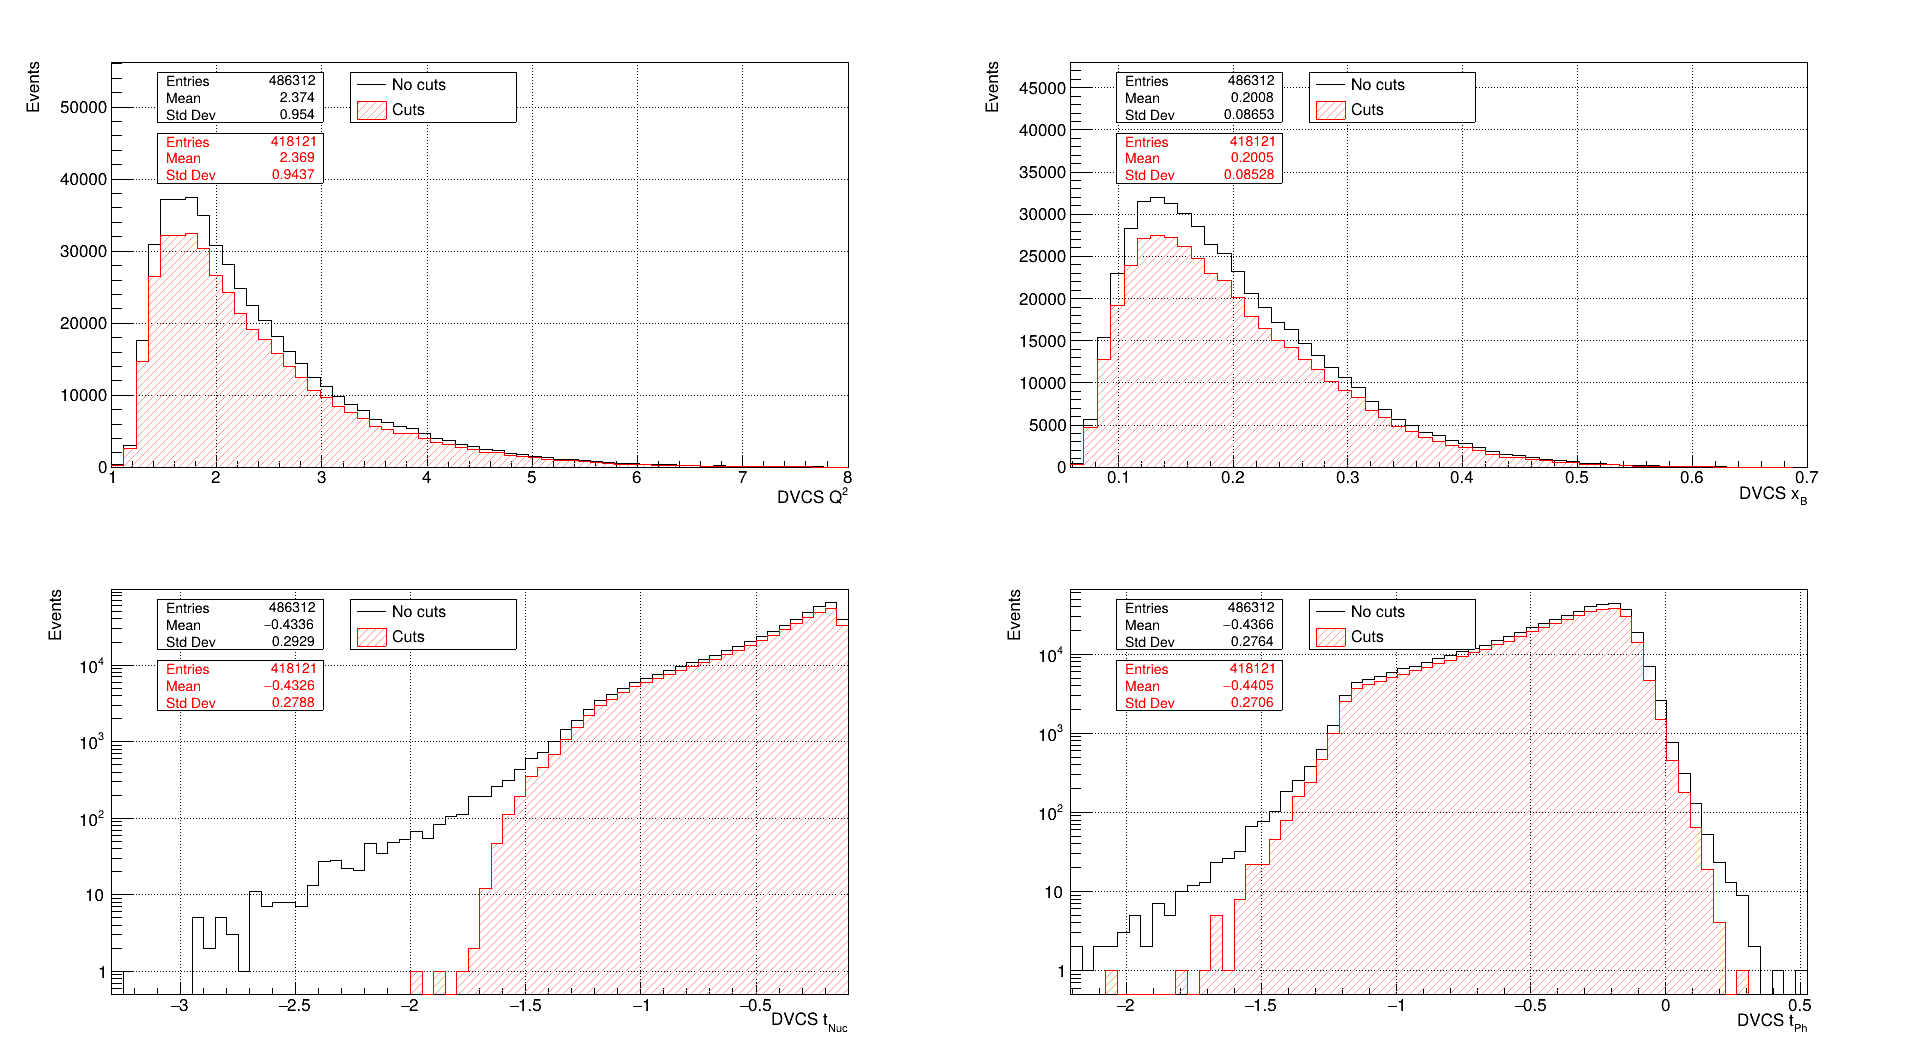 Events
Entries 486312
Mean 2.374
Std Dev 0.954
No cuts
Cuts
Entries 418121
Mean 2.369
Std Dev 0.9437
50000
40000
30000
20000
10000
0
1 2 3 4 5 6 7 8
DVCS Q²
Events
Entries 486312
Mean 0.2008
Std Dev 0.08653
No cuts
Cuts
Entries 418121
Mean 0.2005
Std Dev 0.08528
45000
40000
35000
30000
25000
20000
15000
10000
5000
0
0.1 0.2 0.3 0.4 0.5 0.6 0.7
DVCS x_B
Events
Entries 486312
Mean −0.4336
Std Dev 0.2929
No cuts
Cuts
Entries 418121
Mean −0.4326
Std Dev 0.2788
10⁴
10³
10²
10
1
−3 −2.5 −2 −1.5 −1 −0.5
DVCS t_Nuc
Events
Entries 486312
Mean −0.4366
Std Dev 0.2764
No cuts
Cuts
Entries 418121
Mean −0.4405
Std Dev 0.2706
10⁴
10³
10²
10
1
−2 −1.5 −1 −0.5 0 0.5
DVCS t_Ph